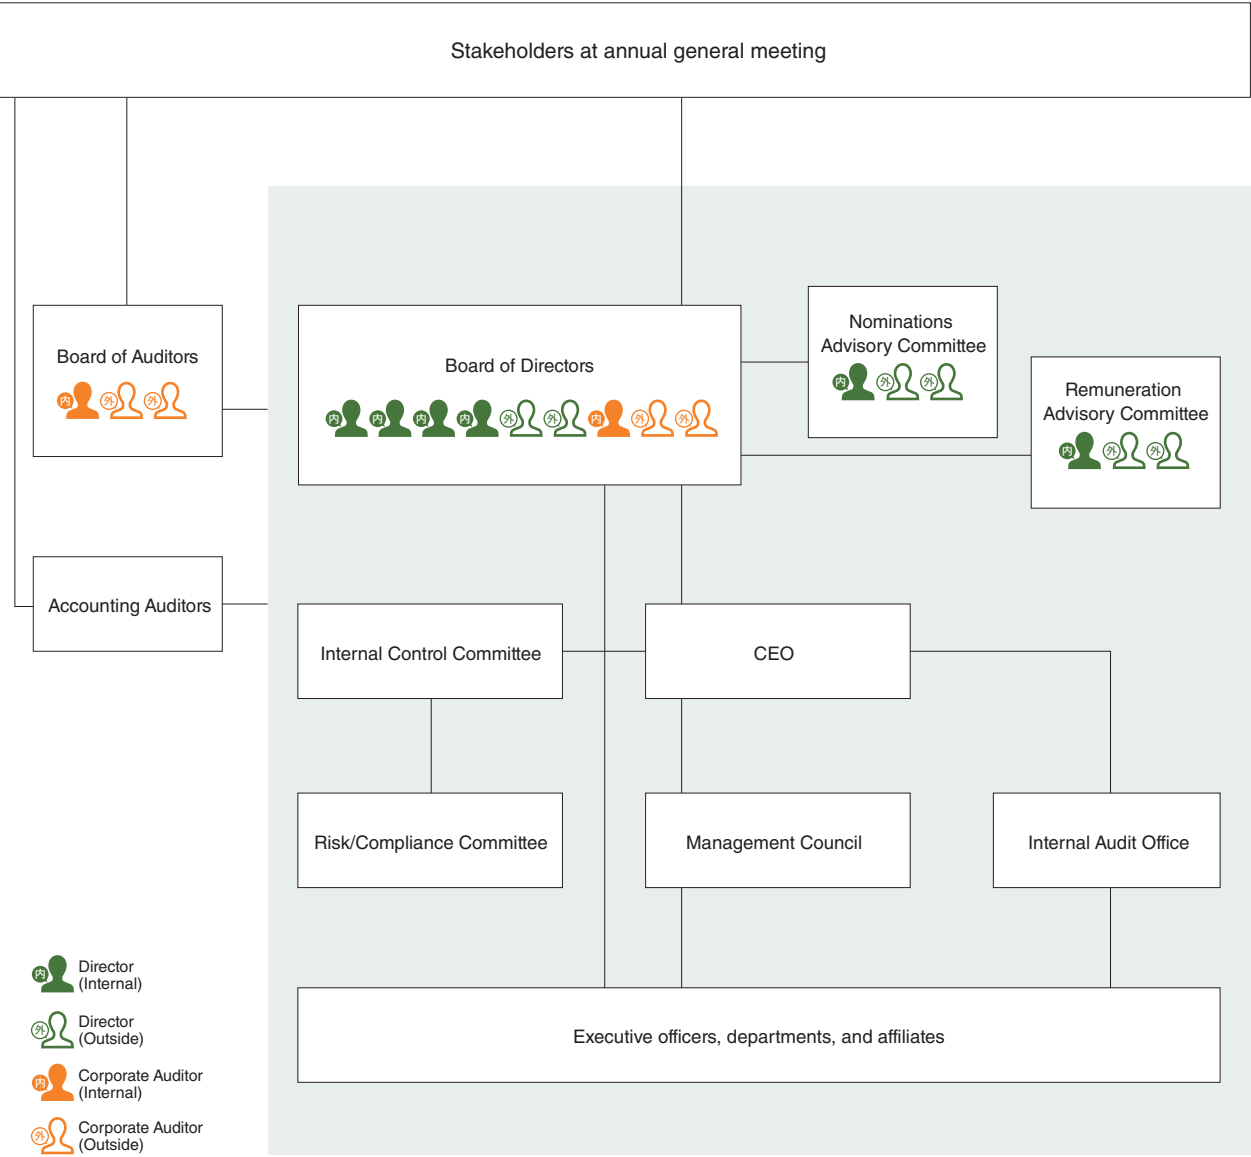 Stakeholders at annual general meeting
Board of Auditors
内 外 外
Board of Directors
内 内 内 内 外 外 内 外 外
Nominations
Advisory Committee
内 外 外
Remuneration
Advisory Committee
内 外 外
Accounting Auditors
Internal Control Committee
CEO
Risk/Compliance Committee
Management Council
Internal Audit Office
Executive officers, departments, and affiliates
内 Director
(Internal)
外 Director
(Outside)
内 Corporate Auditor
(Internal)
外 Corporate Auditor
(Outside)